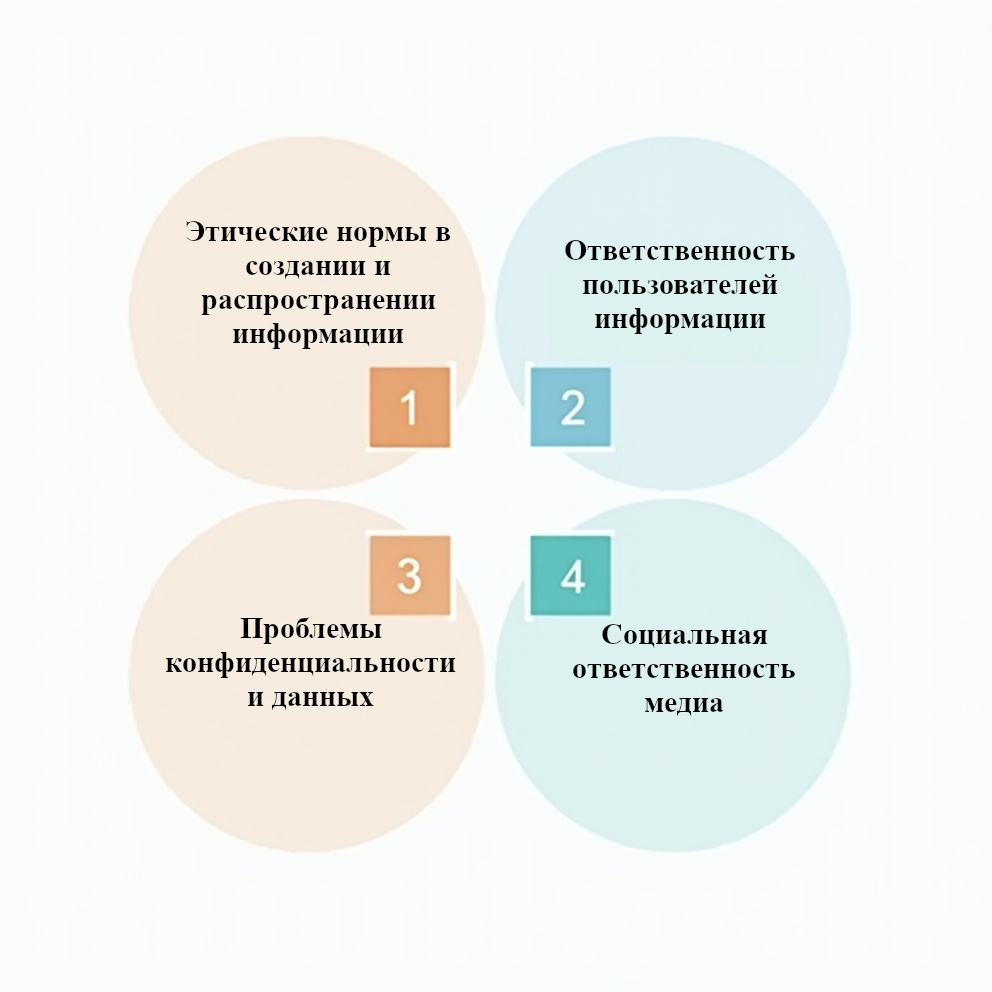 Этические нормы в
создании и
распространении
информации
1
Ответственность
пользователей
информации
2
3
Проблемы
конфиденциальности
и данных
4
Социальная
ответственность
медиа